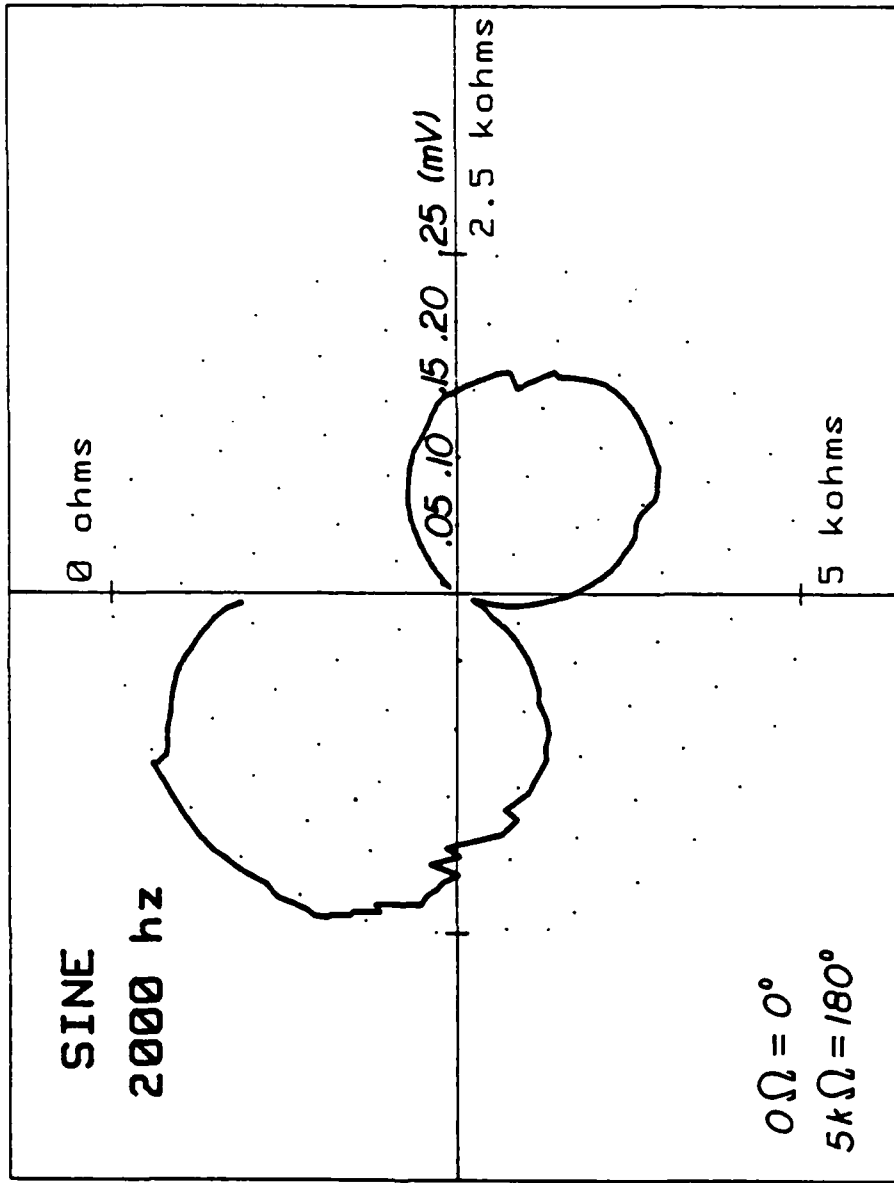 SINE
2000 hz
0 ohms
.05 .10 .15 .20 .25 (mV)
2.5 kohms
5 kohms
0Ω = 0°
5kΩ = 180°